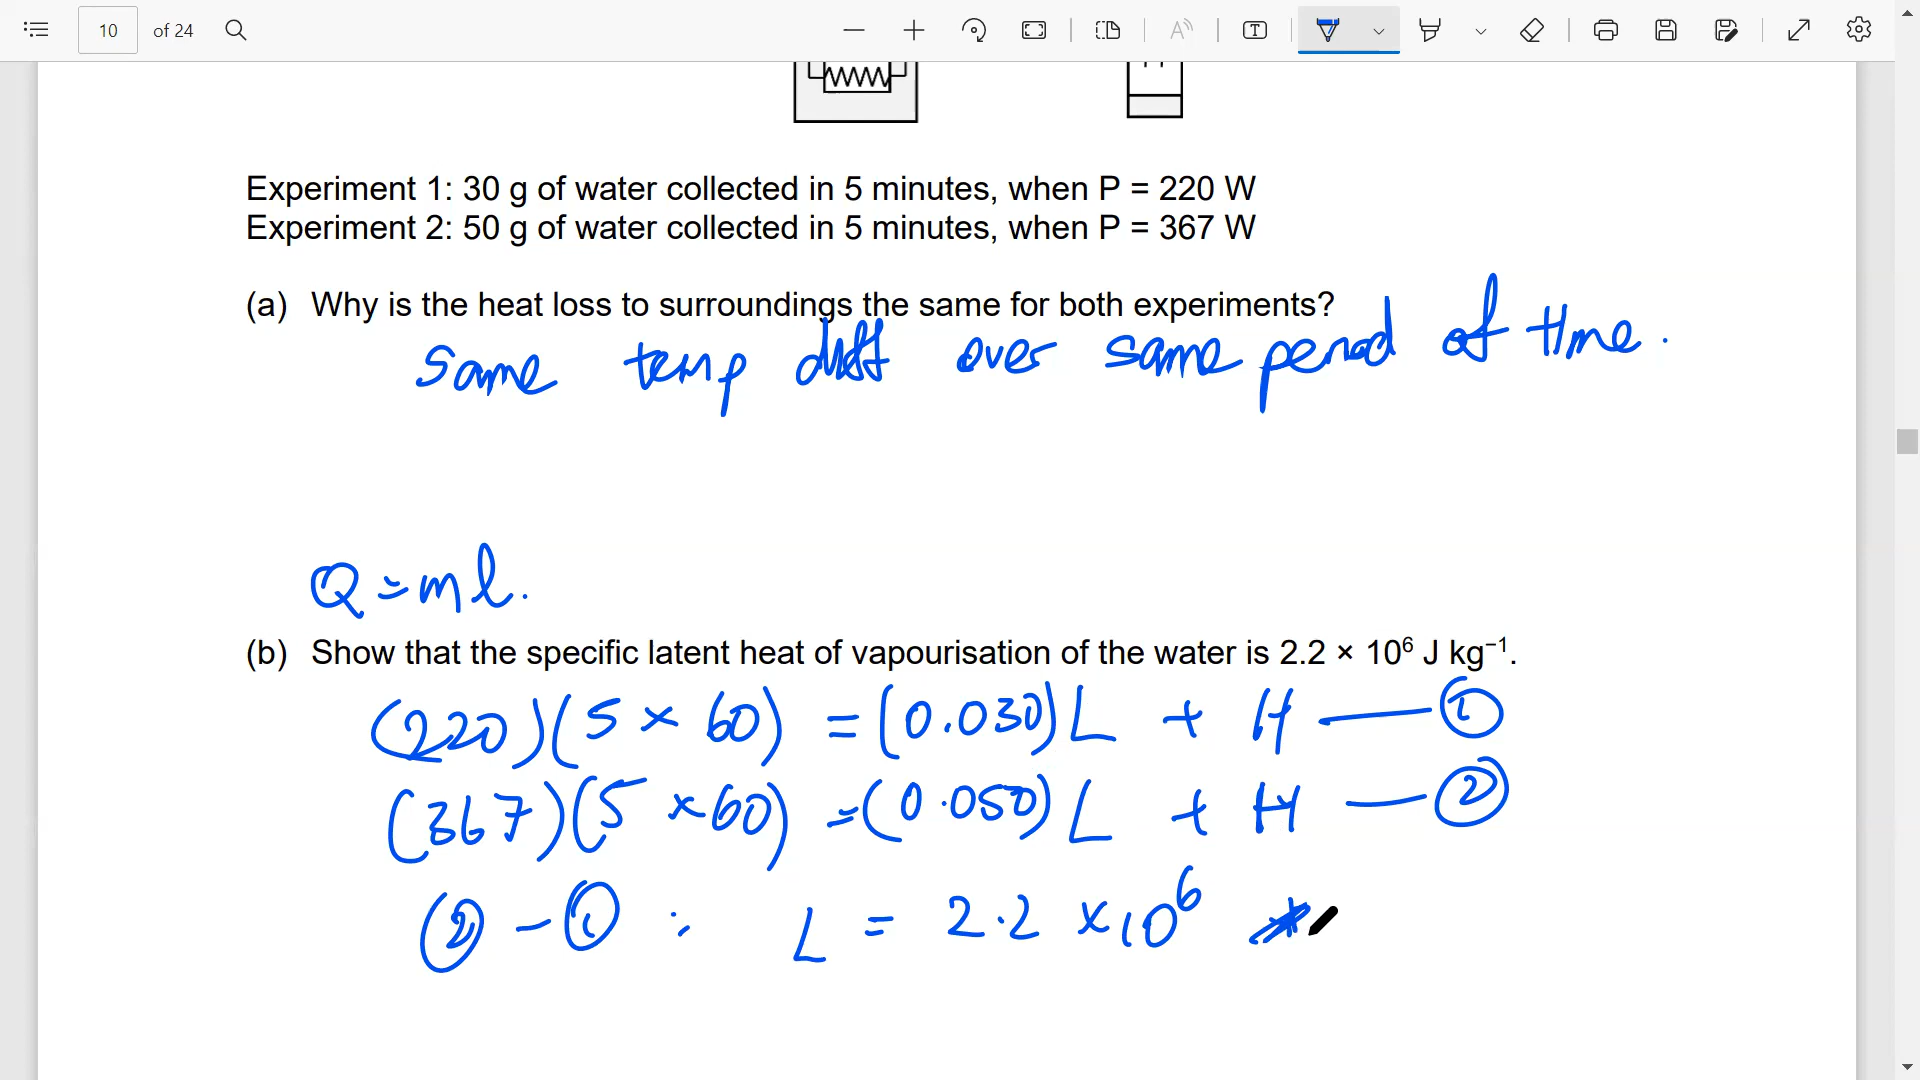 10 of 24
Experiment 1: 30 g of water collected in 5 minutes, when P = 220 W
Experiment 2: 50 g of water collected in 5 minutes, when P = 367 W
(a) Why is the heat loss to surroundings the same for both experiments?
Same temp diff over same period of time.
Q = ml.
(b) Show that the specific latent heat of vapourisation of the water is 2.2 × 10⁶ J kg⁻¹.
(220)(5 × 60) = (0.030)L + H — ①
(367)(5 × 60) = (0.050)L + H — ②
② - ① : L = 2.2 × 10⁶